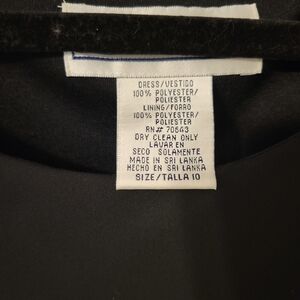 DRESS/VESTIDO
100% POLYESTER/
POLIESTER
LINING/FORRO
100% POLYESTER/
POLIESTER
RN# 70563
DRY CLEAN ONLY
LAVAR EN
SECO SOLAMENTE
MADE IN SRI LANKA
HECHO EN SRI LANKA
SIZE/TALLA 10